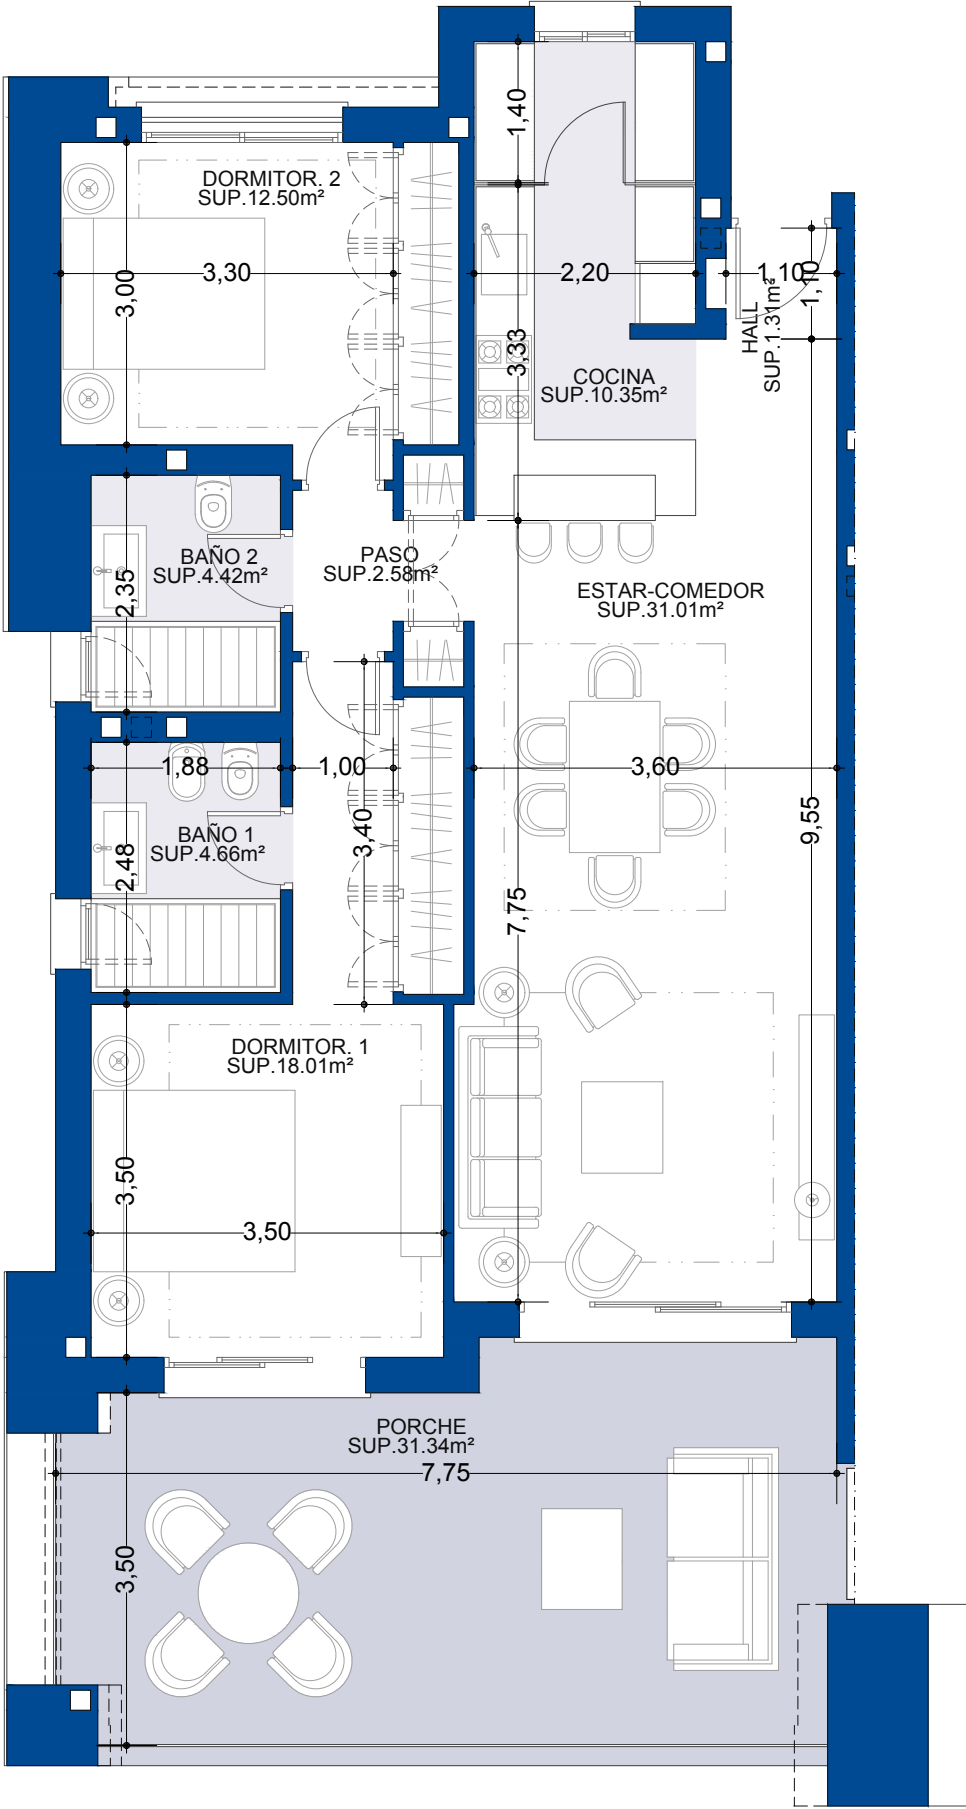 1,40
DORMITOR. 2
SUP.12.50m²
3,30
3,00
2,20
1,10
1,10
HALL
SUP.1.31m²
3,33
COCINA
SUP.10.35m²
BAÑO 2
SUP.4.42m²
2,35
PASO
SUP.2.58m²
ESTAR-COMEDOR
SUP.31.01m²
1,88
1,00
3,60
BAÑO 1
SUP.4.66m²
2,48
3,40
9,55
7,75
DORMITOR. 1
SUP.18.01m²
3,50
3,50
PORCHE
SUP.31.34m²
7,75
3,50